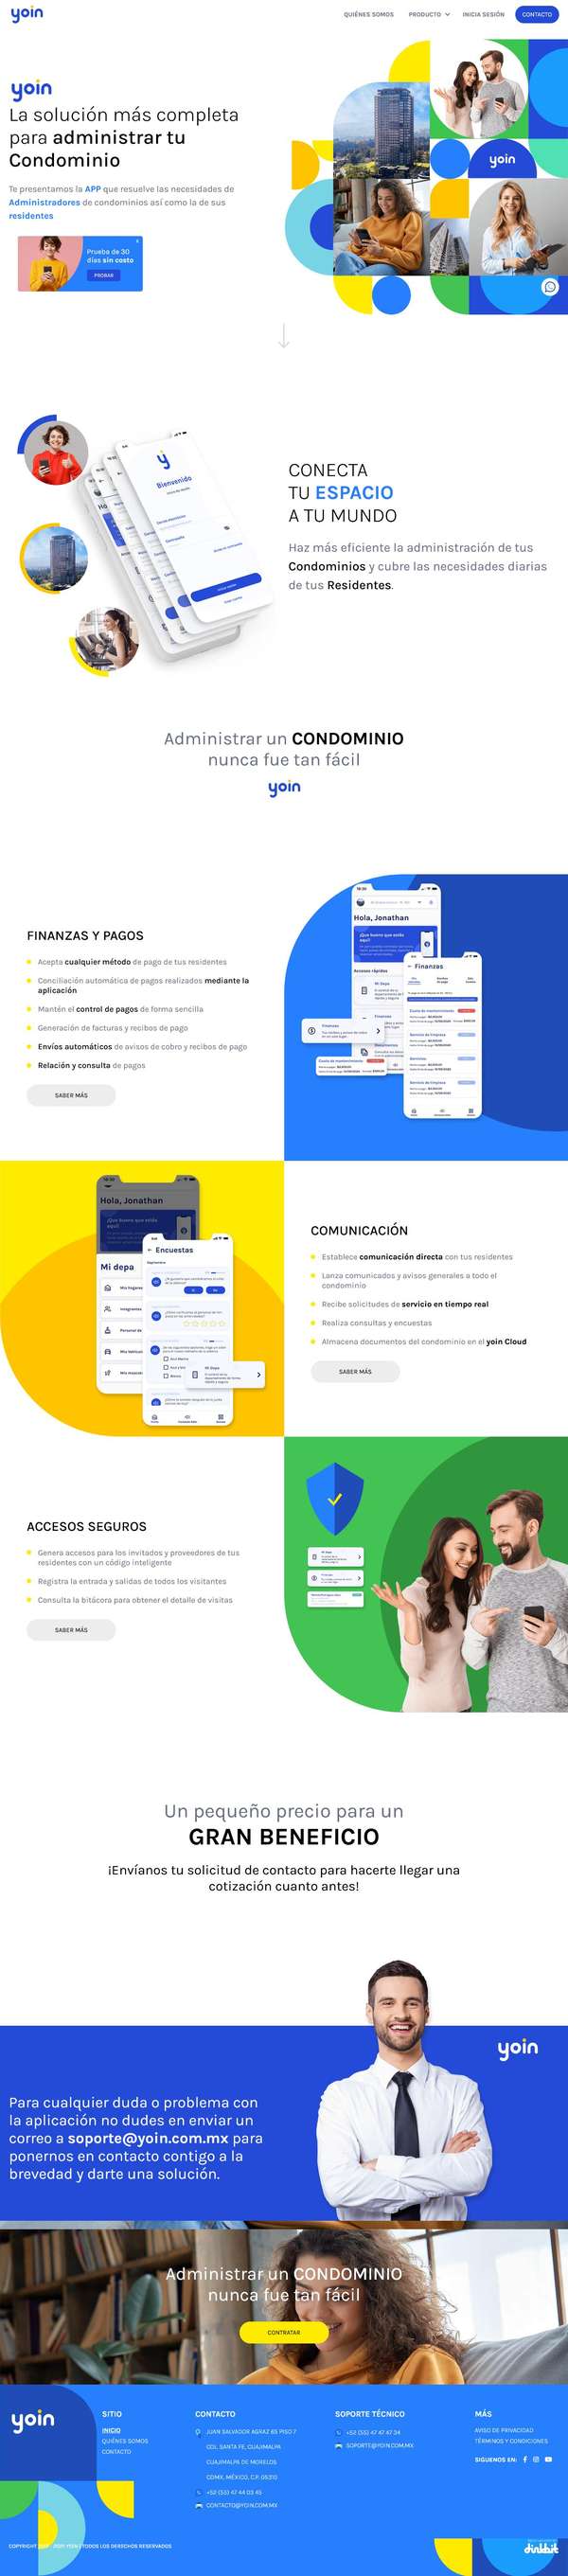 yoin
QUIÉNES SOMOS PRODUCTO INICIA SESIÓN CONTACTO
yoin
La solución más completa
para administrar tu
Condominio
Te presentamos la APP que resuelve las necesidades de
Administradores de condominios así como la de sus
residentes
Prueba de 30
días sin costo
PROBAR
yoin
Bienvenido
CONECTA
TU ESPACIO
A TU MUNDO
Haz más eficiente la administración de tus
Condominios y cubre las necesidades diarias
de tus Residentes.
Administrar un CONDOMINIO
nunca fue tan fácil
yoin
FINANZAS Y PAGOS
Acepta cualquier método de pago de tus residentes
Conciliación automática de pagos realizados mediante la
aplicación
Mantén el control de pagos de forma sencilla
Generación de facturas y recibos de pago
Envíos automáticos de avisos de cobro y recibos de pago
Relación y consulta de pagos
SABER MÁS
Hola, Jonathan
Accesos rápidos
Mi Depa
Finanzas
Finanzas
Hola, Jonathan
Mi depa
Encuestas
Mi Depa
COMUNICACIÓN
Establece comunicación directa con tus residentes
Lanza comunicados y avisos generales a todo el
condominio
Recibe solicitudes de servicio en tiempo real
Realiza consultas y encuestas
Almacena documentos del condominio en el yoin Cloud
SABER MÁS
ACCESOS SEGUROS
Genera accesos para los invitados y proveedores de tus
residentes con un código inteligente
Registra la entrada y salidas de todos los visitantes
Consulta la bitácora para obtener el detalle de visitas
SABER MÁS
Un pequeño precio para un
GRAN BENEFICIO
¡Envíanos tu solicitud de contacto para hacerte llegar una
cotización cuanto antes!
yoin
Para cualquier duda o problema con
la aplicación no dudes en enviar un
correo a soporte@yoin.com.mx para
ponernos en contacto contigo a la
brevedad y darte una solución.
Administrar un CONDOMINIO
nunca fue tan fácil
CONTRATAR
yoin
SITIO
INICIO
QUIÉNES SOMOS
CONTACTO
CONTACTO
JUAN SALVADOR AGRAZ 65 PISO 7
COL. SANTA FE, CUAJIMALPA
CUAJIMALPA DE MORELOS
CDMX, MÉXICO, C.P. 05310
+52 (55) 47 44 03 45
CONTACTO@YOIN.COM.MX
SOPORTE TÉCNICO
+52 (55) 47 47 47 34
SOPORTE@YOIN.COM.MX
MÁS
AVISO DE PRIVACIDAD
TÉRMINOS Y CONDICIONES
SIGUENOS EN:
COPYRIGHT TODOS LOS DERECHOS RESERVADOS
dinkbit